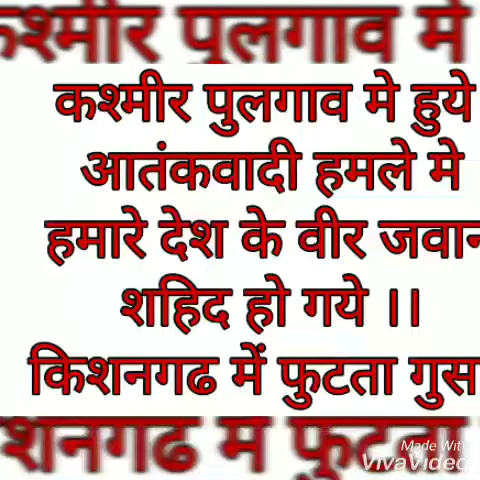 कश्मीर पुलगाव मे हुये
आतंकवादी हमले मे
हमारे देश के वीर जवान
शहिद हो गये ।।
किशनगढ में फुटता
Made With
VivaVideo